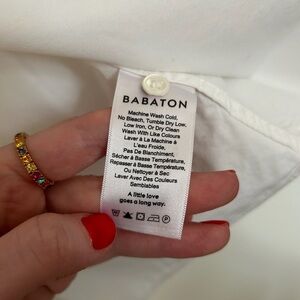 BABATON
Machine Wash Cold,
No Bleach, Tumble Dry Low,
Low Iron, Or Dry Clean
Wash With Like Colours
Laver À La Machine À
L'eau Froide,
Pas De Blanchiment,
Sécher À Basse Température,
Repasser À Basse Température,
Ou Nettoyer À Sec
Laver Avec Des Couleurs
Semblables
A little love
goes a long way.